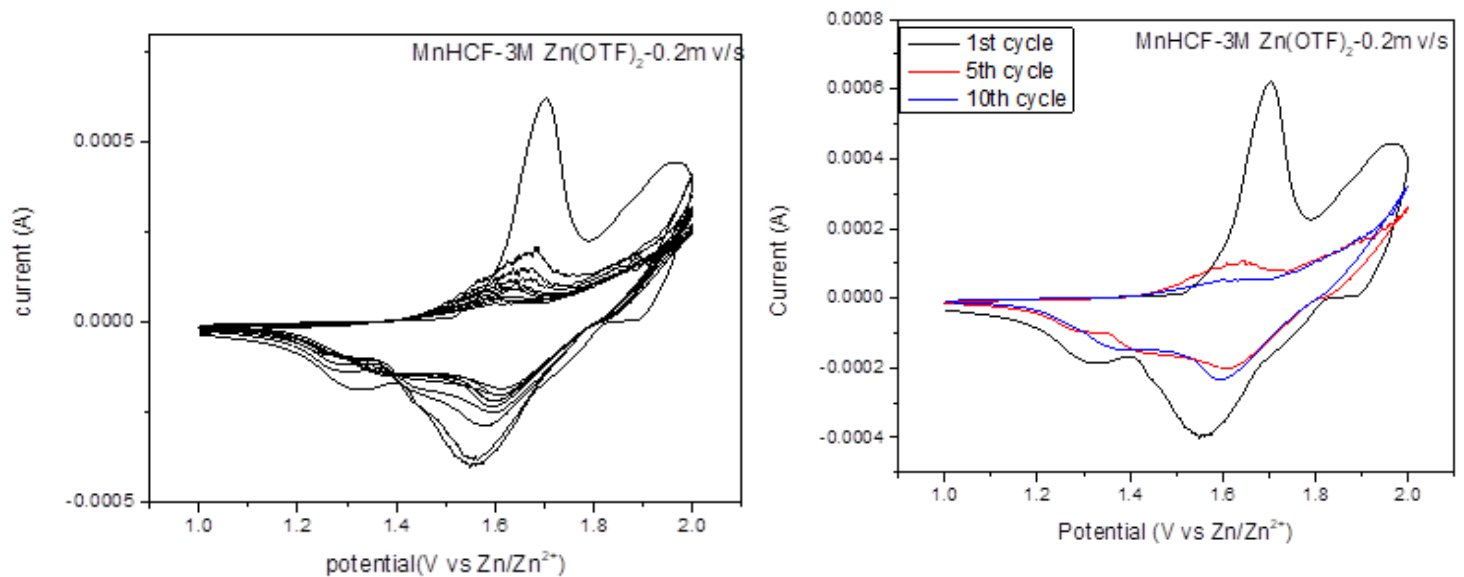 MnHCF-3M Zn(OTF)₂-0.2m v/s
0.0005
0.0000
-0.0005
current (A)
1.0 1.2 1.4 1.6 1.8 2.0
potential(V vs Zn/Zn²⁺)
0.0008
0.0006
0.0004
0.0002
0.0000
-0.0002
-0.0004
Current (A)
1st cycle
5th cycle
10th cycle
MnHCF-3M Zn(OTF)₂-0.2m v/s
1.0 1.2 1.4 1.6 1.8 2.0
Potential (V vs Zn/Zn²⁺)